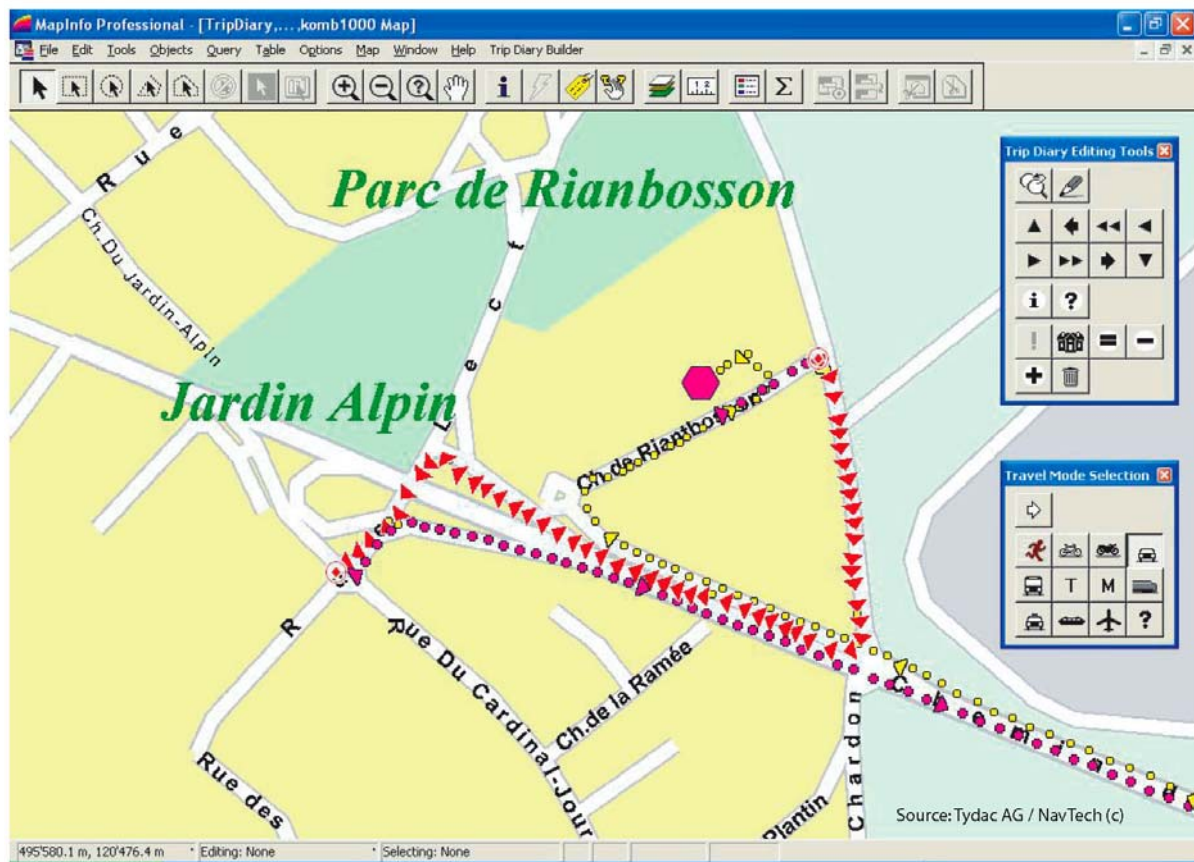 MapInfo Professional - [TripDiary,...,komb1000 Map]
File Edit Tools Objects Query Table Options Map Window Help Trip Diary Builder
Parc de Rianbosson
Trip Diary Editing Tools
Rue
Ch.Du Jardin-Alpin
Lect
Jardin Alpin
Ch.de Rianbosson
Travel Mode Selection
T M
?
R
Rue Du Cardinal-Jour
Ch.de la Ramée
Chemin d
Rue des
Chardon
Plantin
Source: Tydac AG / NavTech (c)
495'580.1 m, 120'476.4 m Editing: None Selecting: None